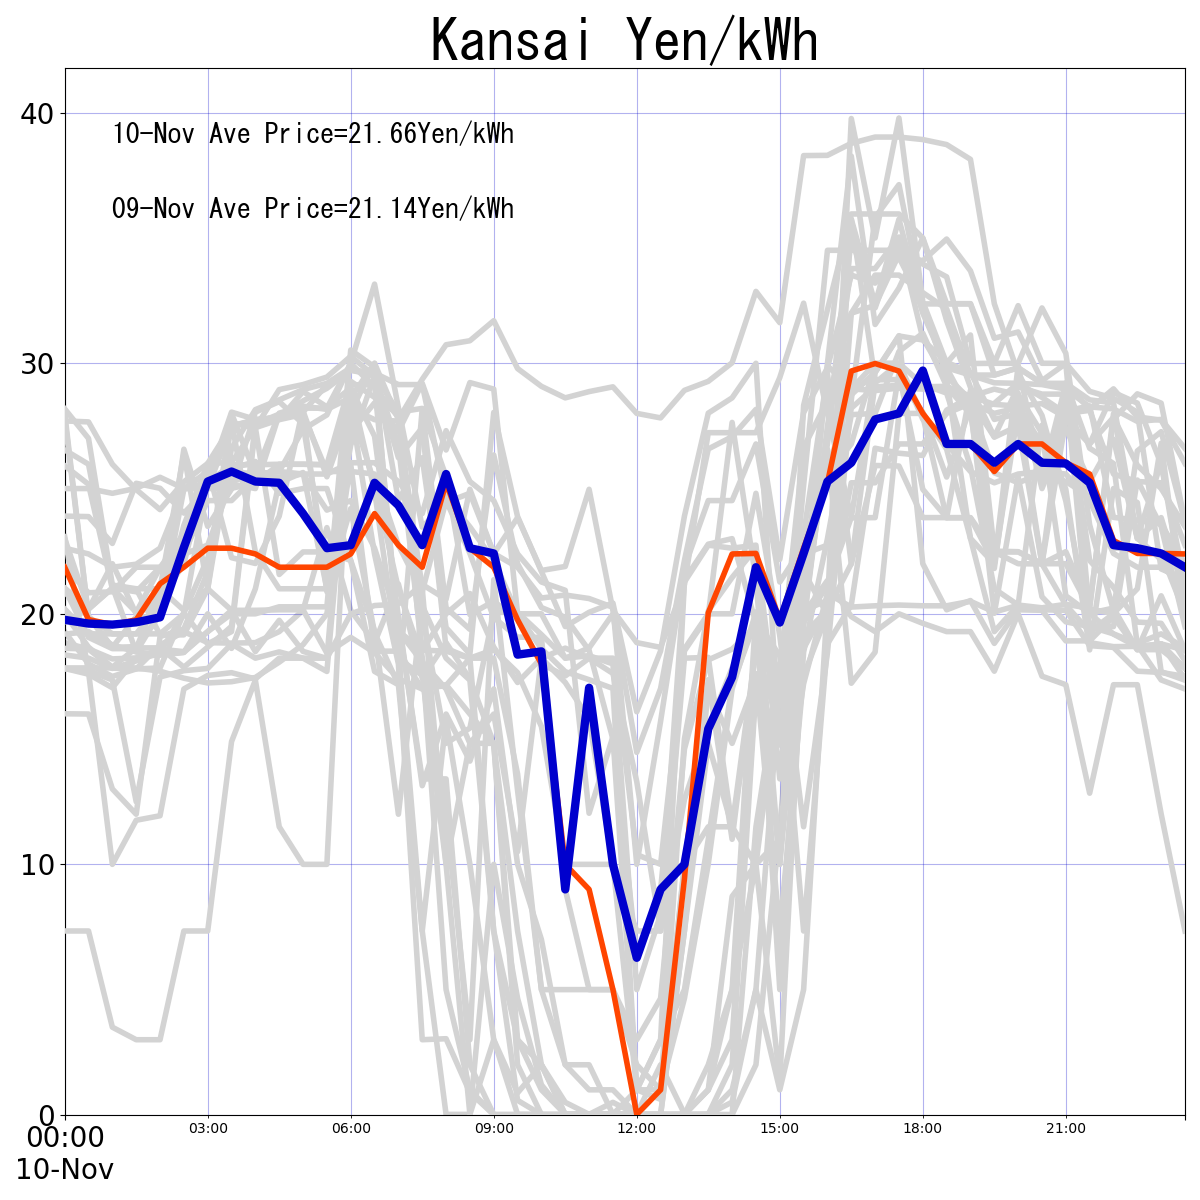 Kansai Yen/kWh
40
10-Nov Ave Price=21.66Yen/kWh
09-Nov Ave Price=21.14Yen/kWh
30
20
10
0
00:00 03:00 06:00 09:00 12:00 15:00 18:00 21:00
10-Nov